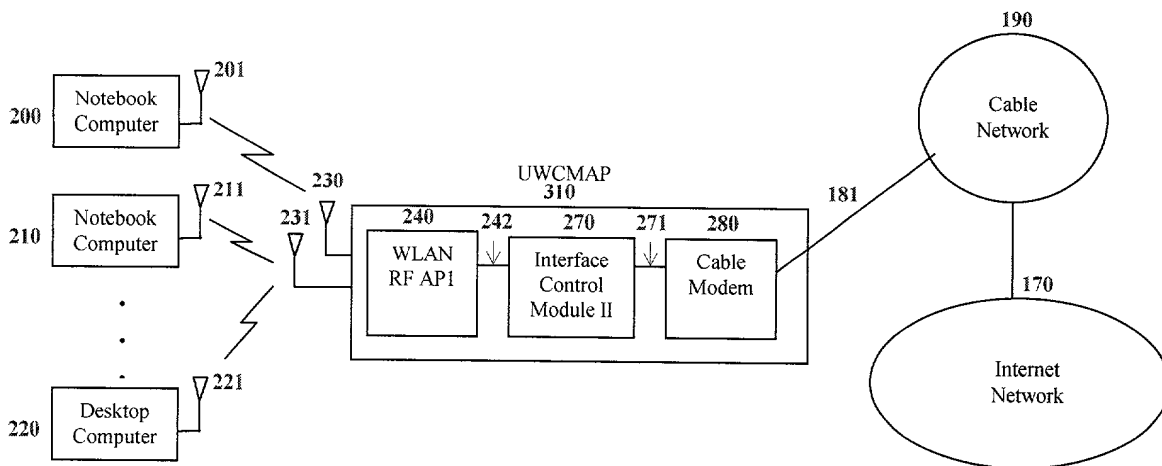 190
201
200
Notebook
Computer
Cable
Network
211
210
Notebook
Computer
230
231
UWCMAP
310
181
240
242
270
271
280
WLAN
RF AP1
Interface
Control
Module II
Cable
Modem
170
Internet
Network
221
220
Desktop
Computer